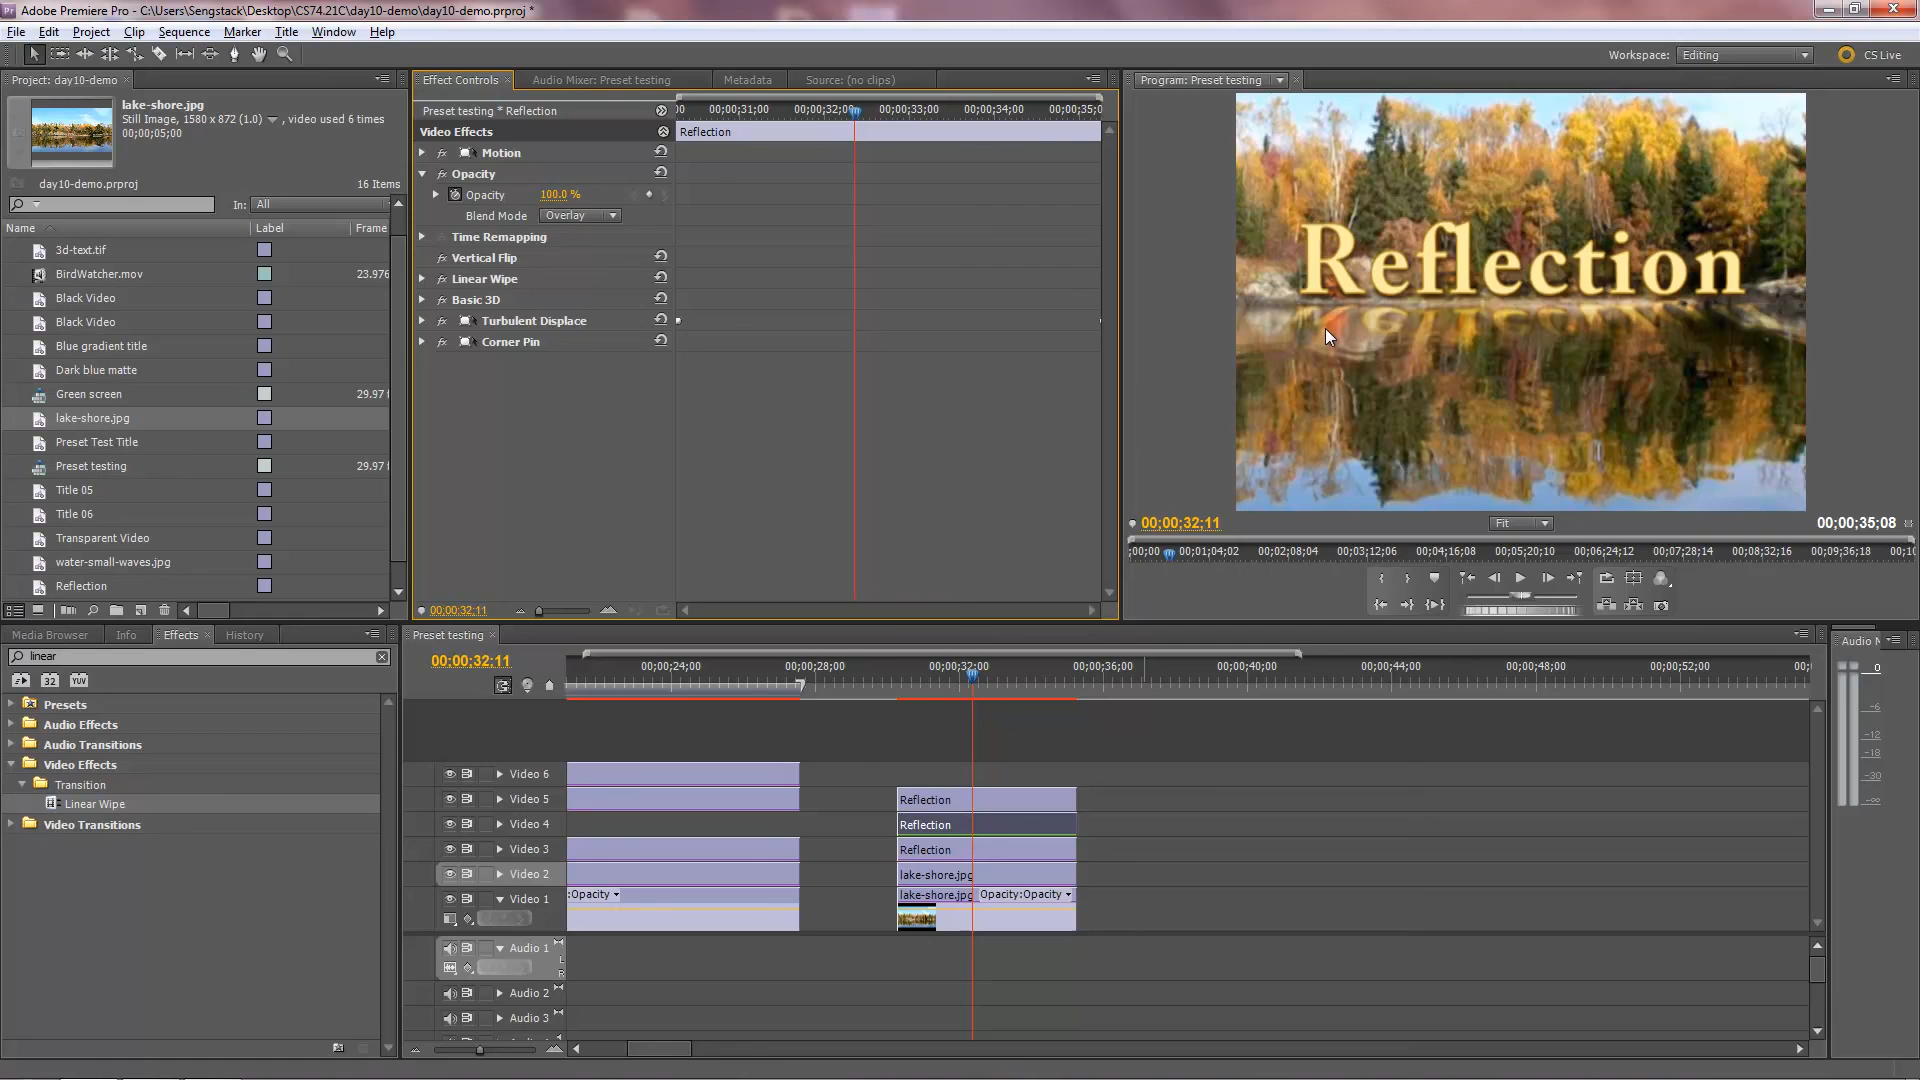 Adobe Premiere Pro - C:\Users\Sengstack\Desktop\CS74.21C\day10-demo\day10-demo.prproj *
File Edit Project Clip Sequence Marker Title Window Help
Workspace: Editing CS Live
Project: day10-demo
lake-shore.jpg
Still Image, 1580 x 872 (1.0) , video used 6 times
00;00;05;00
day10-demo.prproj 16 Items
In: All
Name Label Frame
3d-text.tif
BirdWatcher.mov 23.976
Black Video
Black Video
Blue gradient title
Dark blue matte
Green screen 29.97
lake-shore.jpg
Preset Test Title
Preset testing 29.97
Title 05
Title 06
Transparent Video
water-small-waves.jpg
Reflection
Effect Controls Audio Mixer: Preset testing Metadata Source: (no clips)
Preset testing * Reflection
00;00;31;00 00;00;32;00 00;00;33;00 00;00;34;00 00;00;35;0
Video Effects Reflection
Motion
Opacity
Opacity 100.0 %
Blend Mode Overlay
Time Remapping
Vertical Flip
Linear Wipe
Basic 3D
Turbulent Displace
Corner Pin
00;00;32;11
Program: Preset testing
Reflection
00;00;32;11 Fit 00;00;35;08
;00;00 00;01;04;02 00;02;08;04 00;03;12;06 00;04;16;08 00;05;20;10 00;06;24;12 00;07;28;14 00;08;32;16 00;09;36;18 00;10
Media Browser Info Effects History
linear
32 YUV
Presets
Audio Effects
Audio Transitions
Video Effects
Transition
Linear Wipe
Video Transitions
Preset testing
00;00;32;11
00;00;24;00 00;00;28;00 00;00;32;00 00;00;36;00 00;00;40;00 00;00;44;00 00;00;48;00 00;00;52;00 00;
Video 6
Video 5 Reflection
Video 4 Reflection
Video 3 Reflection
Video 2 lake-shore.jpg
Video 1 :Opacity lake-shore.jpg Opacity:Opacity
Audio 1
L
R
Audio 2
Audio 3
Audio
0
-6
-12
-18
-30
-∞